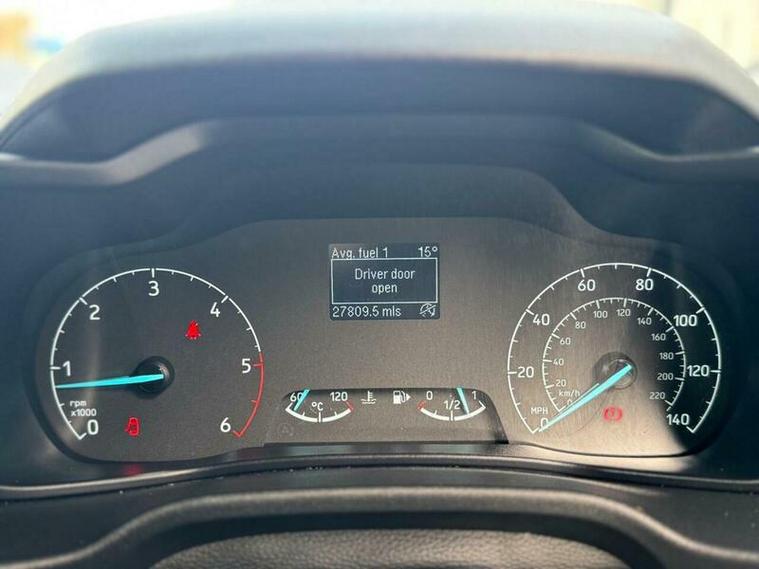 Avg. fuel 1 15°
Driver door
open
27809.5 mls
0 1 2 3 4 5 6
rpm
x1000
60 120
°C
0 1/2 1
0 20 40 60 80 100 120 140
MPH
0 20 40 60 80 100 120 140 160 180 200 220
km/h